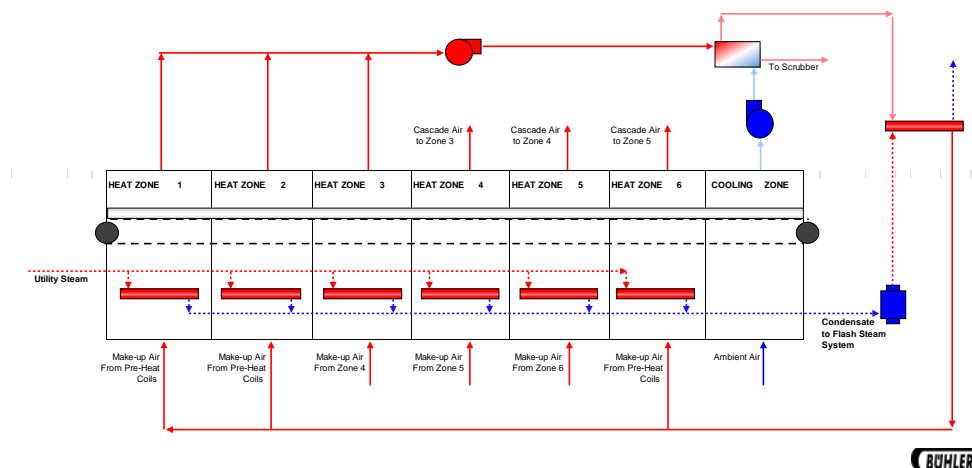 To Scrubber
Cascade Air
to Zone 3
Cascade Air
to Zone 4
Cascade Air
to Zone 5
HEAT ZONE 1
HEAT ZONE 2
HEAT ZONE 3
HEAT ZONE 4
HEAT ZONE 5
HEAT ZONE 6
COOLING ZONE
Utility Steam
Condensate
to Flash Steam
System
Make-up Air
From Pre-Heat
Coils
Make-up Air
From Pre-Heat
Coils
Make-up Air
From Zone 4
Make-up Air
From Zone 5
Make-up Air
From Zone 6
Make-up Air
From Pre-Heat
Coils
Ambient Air
BÜHLER